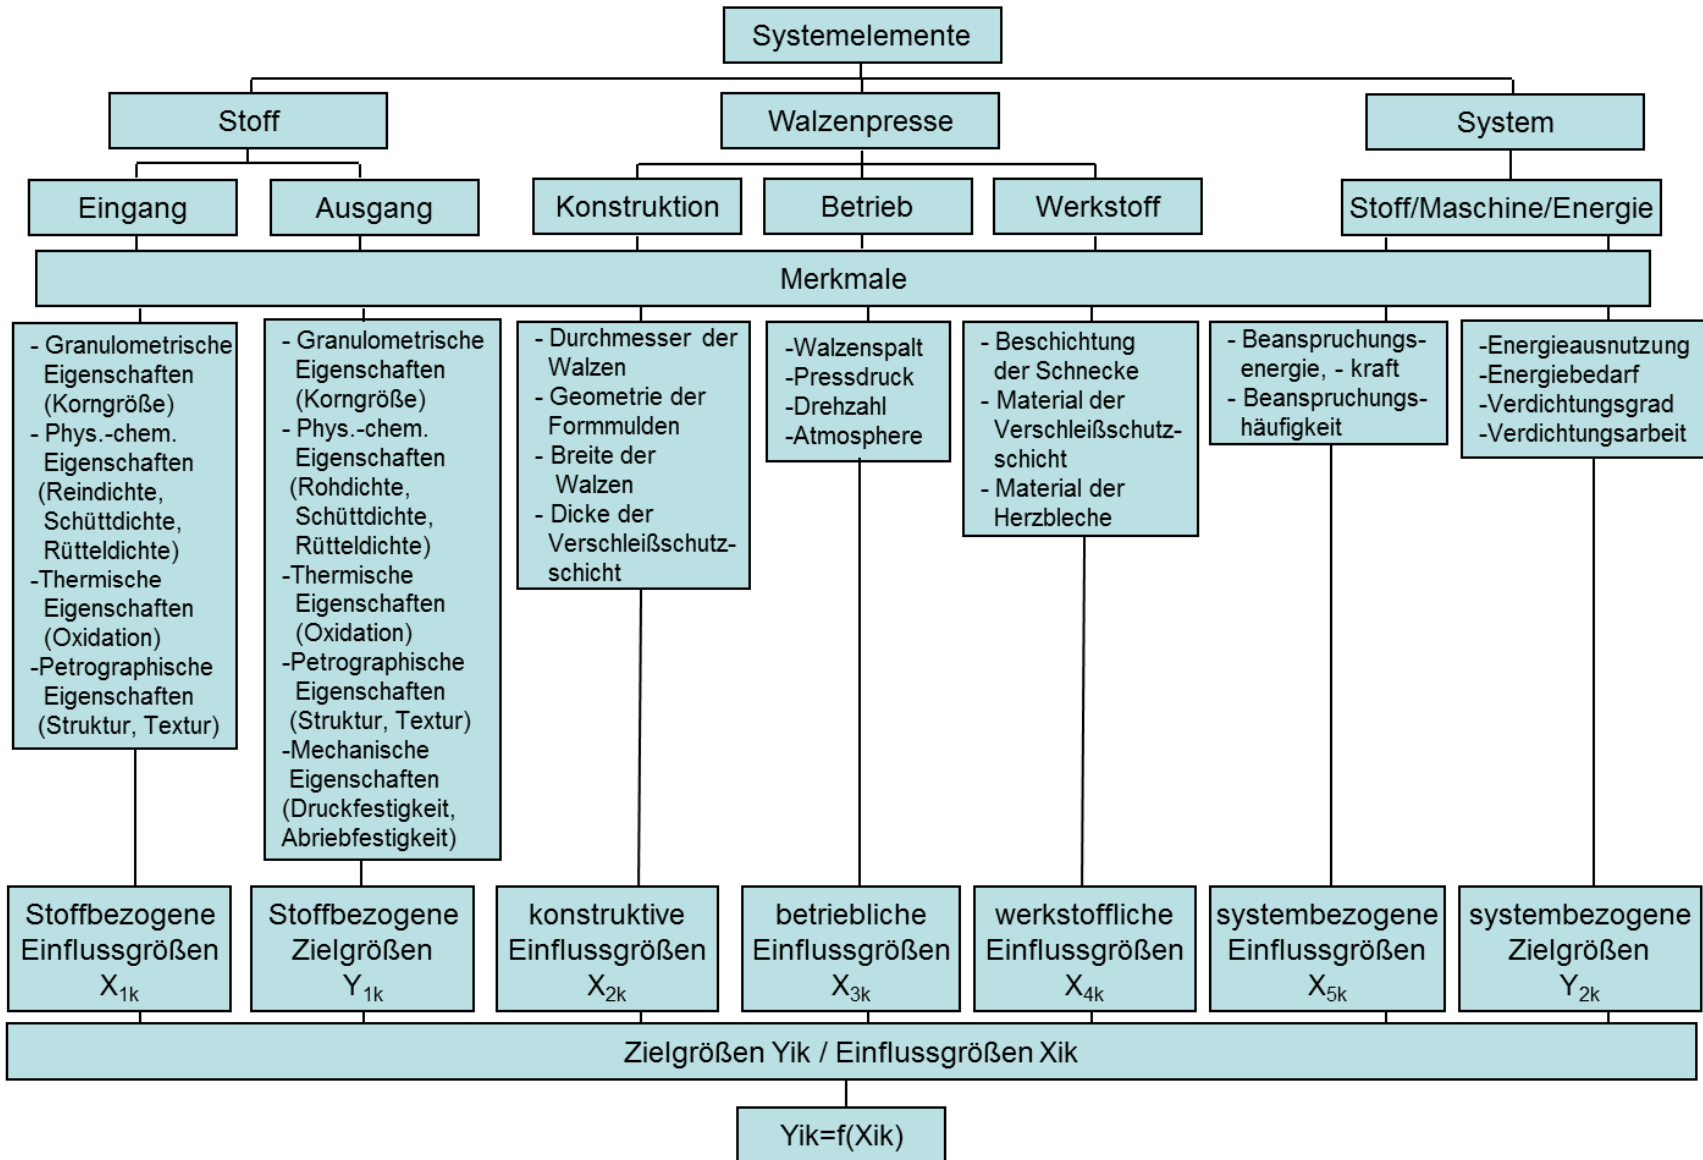 Systemelemente
Stoff
Walzenpresse
System
Eingang
Ausgang
Konstruktion
Betrieb
Werkstoff
Stoff/Maschine/Energie
Merkmale
- Granulometrische
Eigenschaften
(Korngröße)
- Phys.-chem.
Eigenschaften
(Reindichte,
Schüttdichte,
Rütteldichte)
-Thermische
Eigenschaften
(Oxidation)
-Petrographische
Eigenschaften
(Struktur, Textur)
- Granulometrische
Eigenschaften
(Korngröße)
- Phys.-chem.
Eigenschaften
(Rohdichte,
Schüttdichte,
Rütteldichte)
-Thermische
Eigenschaften
(Oxidation)
-Petrographische
Eigenschaften
(Struktur, Textur)
-Mechanische
Eigenschaften
(Druckfestigkeit,
Abriebfestigkeit)
- Durchmesser der
Walzen
- Geometrie der
Formmulden
- Breite der
Walzen
- Dicke der
Verschleißschutz-
schicht
-Walzenspalt
-Pressdruck
-Drehzahl
-Atmosphere
- Beschichtung
der Schnecke
- Material der
Verschleißschutz-
schicht
- Material der
Herzbleche
- Beanspruchungs-
energie, - kraft
- Beanspruchungs-
häufigkeit
-Energieausnutzung
-Energiebedarf
-Verdichtungsgrad
-Verdichtungsarbeit
Stoffbezogene
Einflussgrößen
X1k
Stoffbezogene
Zielgrößen
Y1k
konstruktive
Einflussgrößen
X2k
betriebliche
Einflussgrößen
X3k
werkstoffliche
Einflussgrößen
X4k
systembezogene
Einflussgrößen
X5k
systembezogene
Zielgrößen
Y2k
Zielgrößen Yik / Einflussgrößen Xik
Yik=f(Xik)